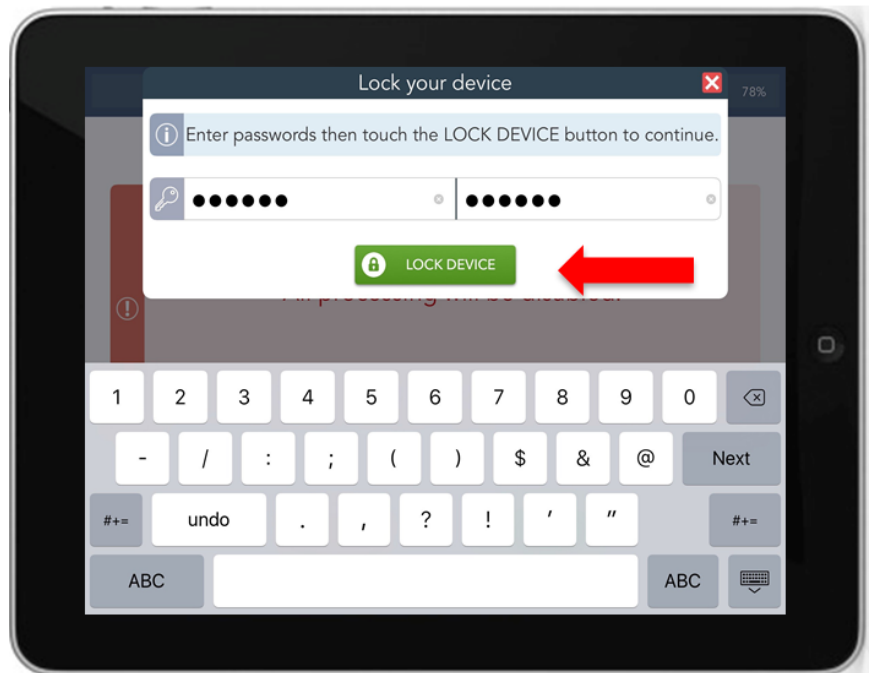 Lock your device
78%
Enter passwords then touch the LOCK DEVICE button to continue.
LOCK DEVICE
All processing will be disabled.
1 2 3 4 5 6 7 8 9 0
- / : ; ( ) $ & @ Next
#+= undo . , ? ! ' " #+=
ABC ABC